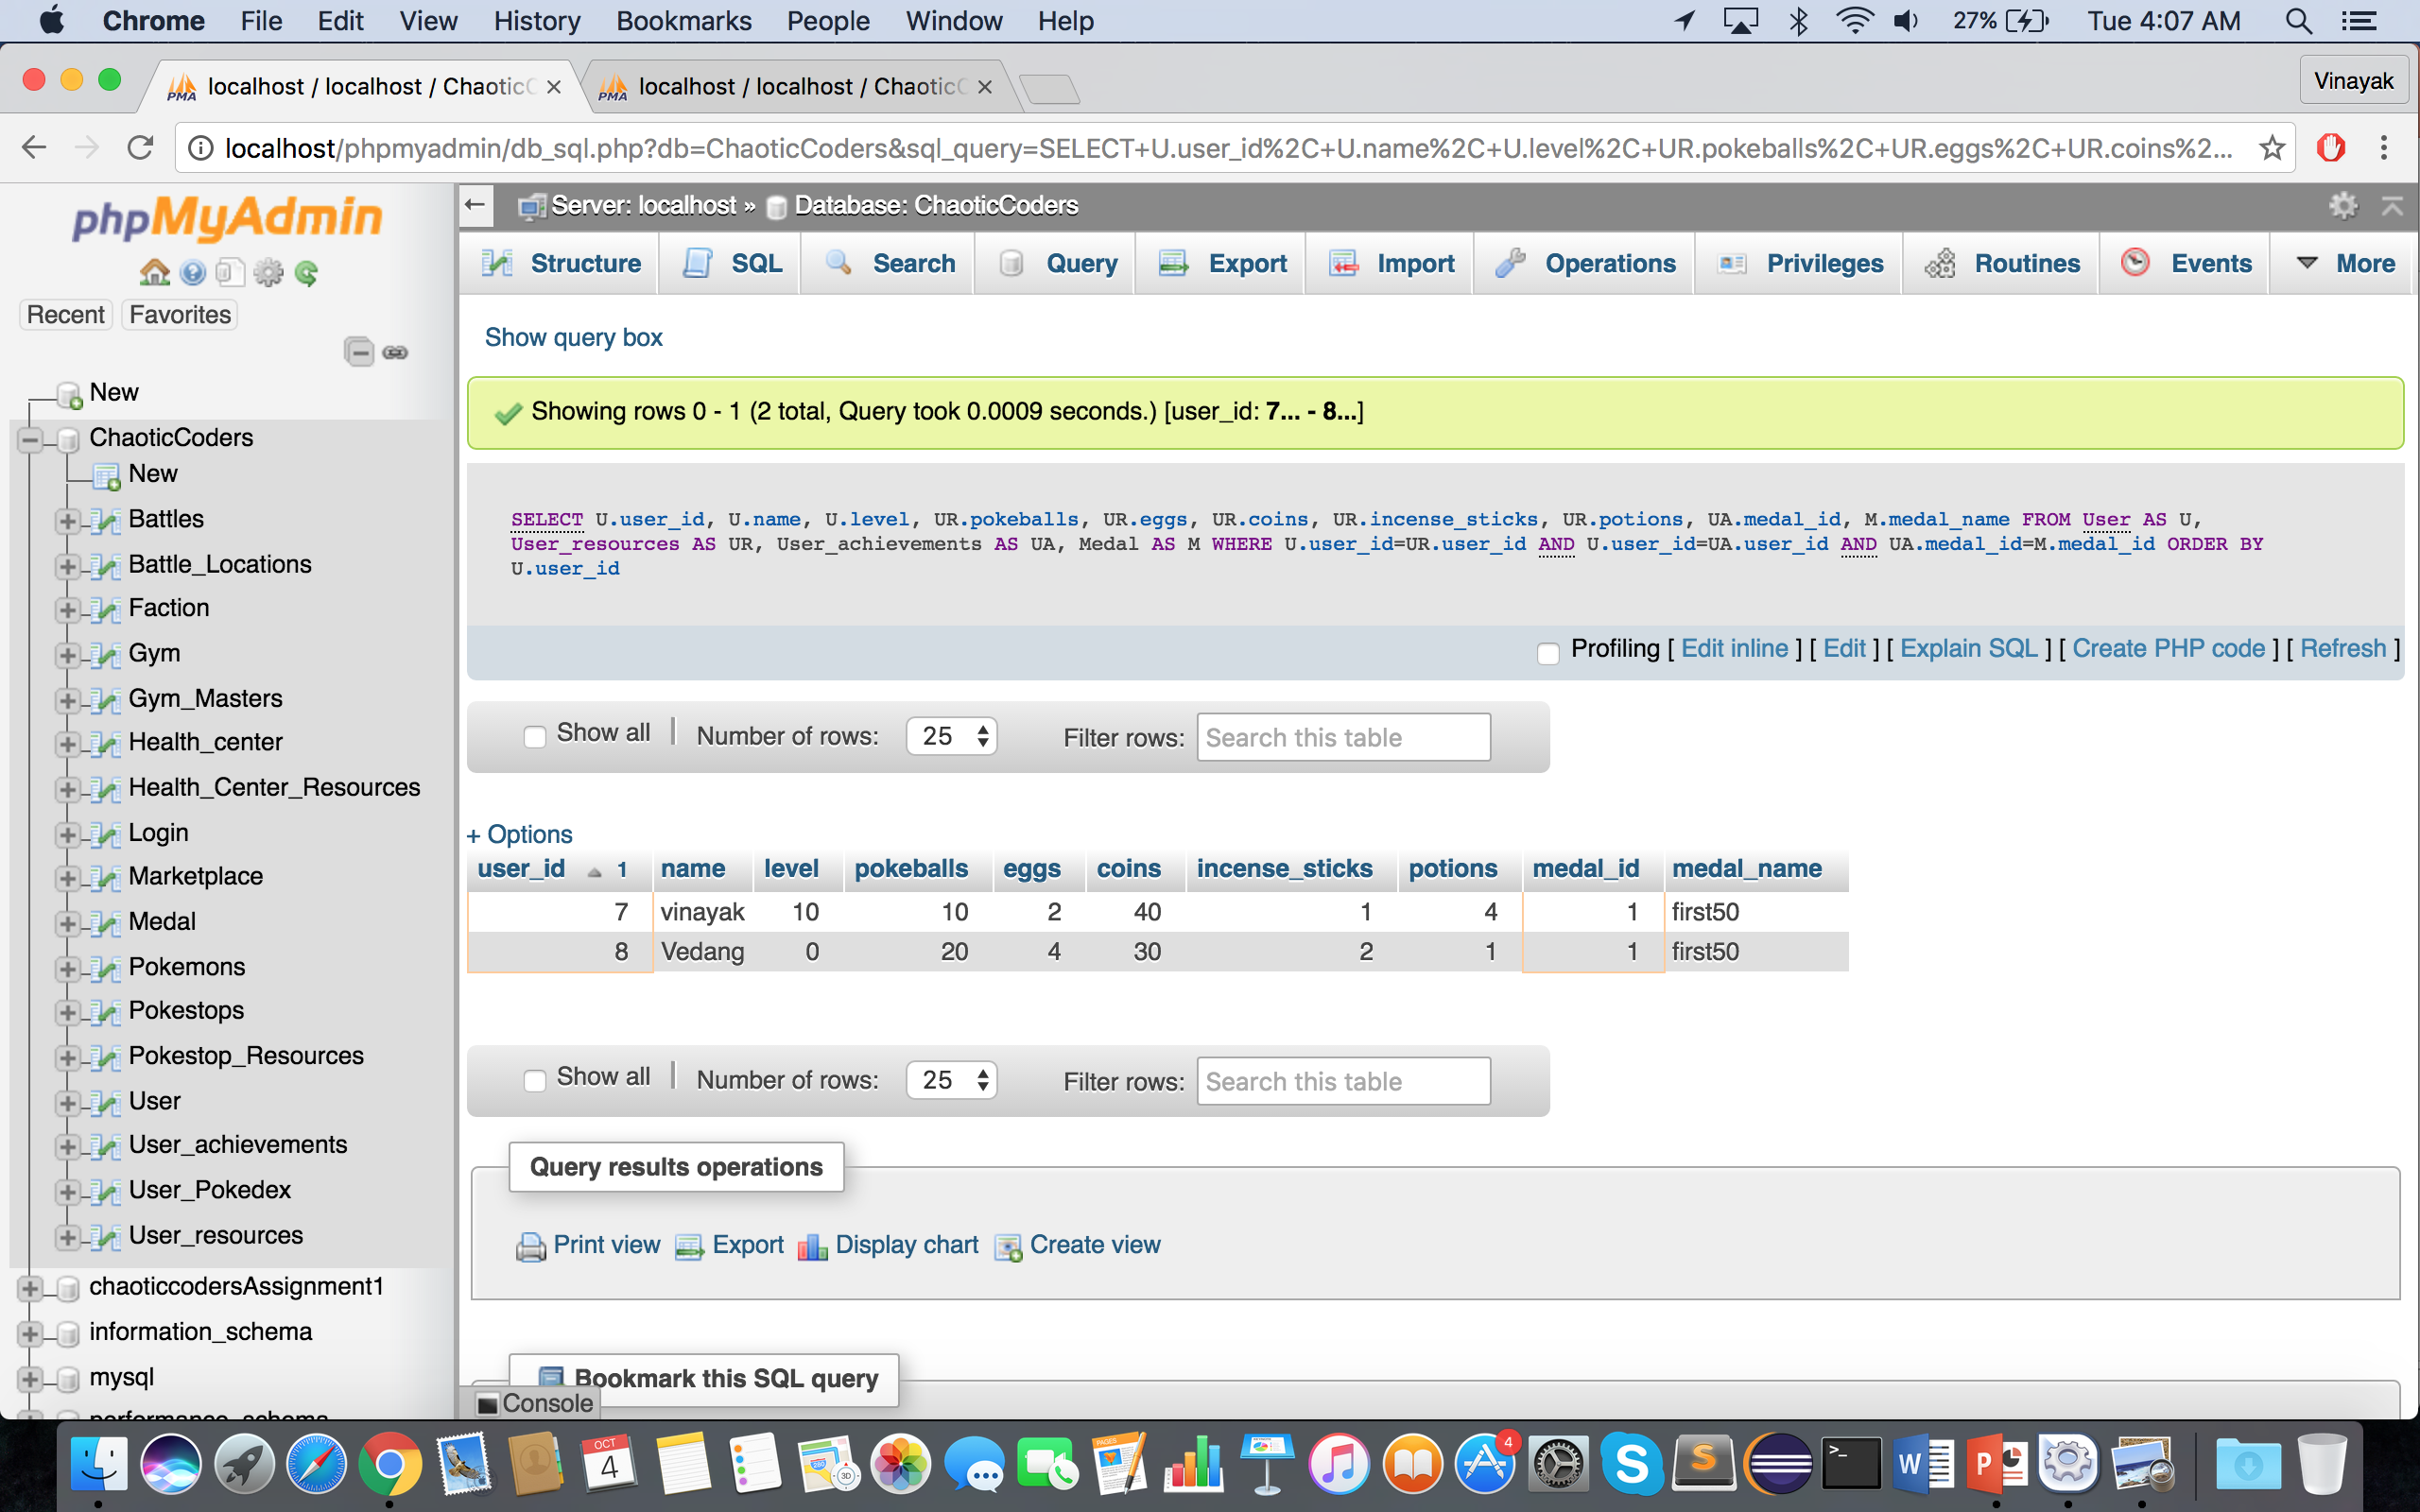 Chrome File Edit View History Bookmarks People Window Help 27% Tue 4:07 AM
PMA localhost / localhost / Chaotic
PMA localhost / localhost / Chaotic
Vinayak
localhost/phpmyadmin/db_sql.php?db=ChaoticCoders&sql_query=SELECT+U.user_id%2C+U.name%2C+U.level%2C+UR.pokeballs%2C+UR.eggs%2C+UR.coins%2...
phpMyAdmin
Recent Favorites
New
ChaoticCoders
New
Battles
Battle_Locations
Faction
Gym
Gym_Masters
Health_center
Health_Center_Resources
Login
Marketplace
Medal
Pokemons
Pokestops
Pokestop_Resources
User
User_achievements
User_Pokedex
User_resources
chaoticcodersAssignment1
information_schema
mysql
performance_schema
Server: localhost » Database: ChaoticCoders
Structure SQL Search Query Export Import Operations Privileges Routines Events More
Show query box
Showing rows 0 - 1 (2 total, Query took 0.0009 seconds.) [user_id: 7... - 8...]
SELECT U.user_id, U.name, U.level, UR.pokeballs, UR.eggs, UR.coins, UR.incense_sticks, UR.potions, UA.medal_id, M.medal_name FROM User AS U,
User_resources AS UR, User_achievements AS UA, Medal AS M WHERE U.user_id=UR.user_id AND U.user_id=UA.user_id AND UA.medal_id=M.medal_id ORDER BY
U.user_id
Profiling [ Edit inline ] [ Edit ] [ Explain SQL ] [ Create PHP code ] [ Refresh ]
Show all | Number of rows: 25 Filter rows: Search this table
+ Options
user_id 1 name level pokeballs eggs coins incense_sticks potions medal_id medal_name
7 vinayak 10 10 2 40 1 4 1 first50
8 Vedang 0 20 4 30 2 1 1 first50
Show all | Number of rows: 25 Filter rows: Search this table
Query results operations
Print view Export Display chart Create view
Bookmark this SQL query
Console
OCT
4
PAGES
280
3D
4
S
S
>_
W
P